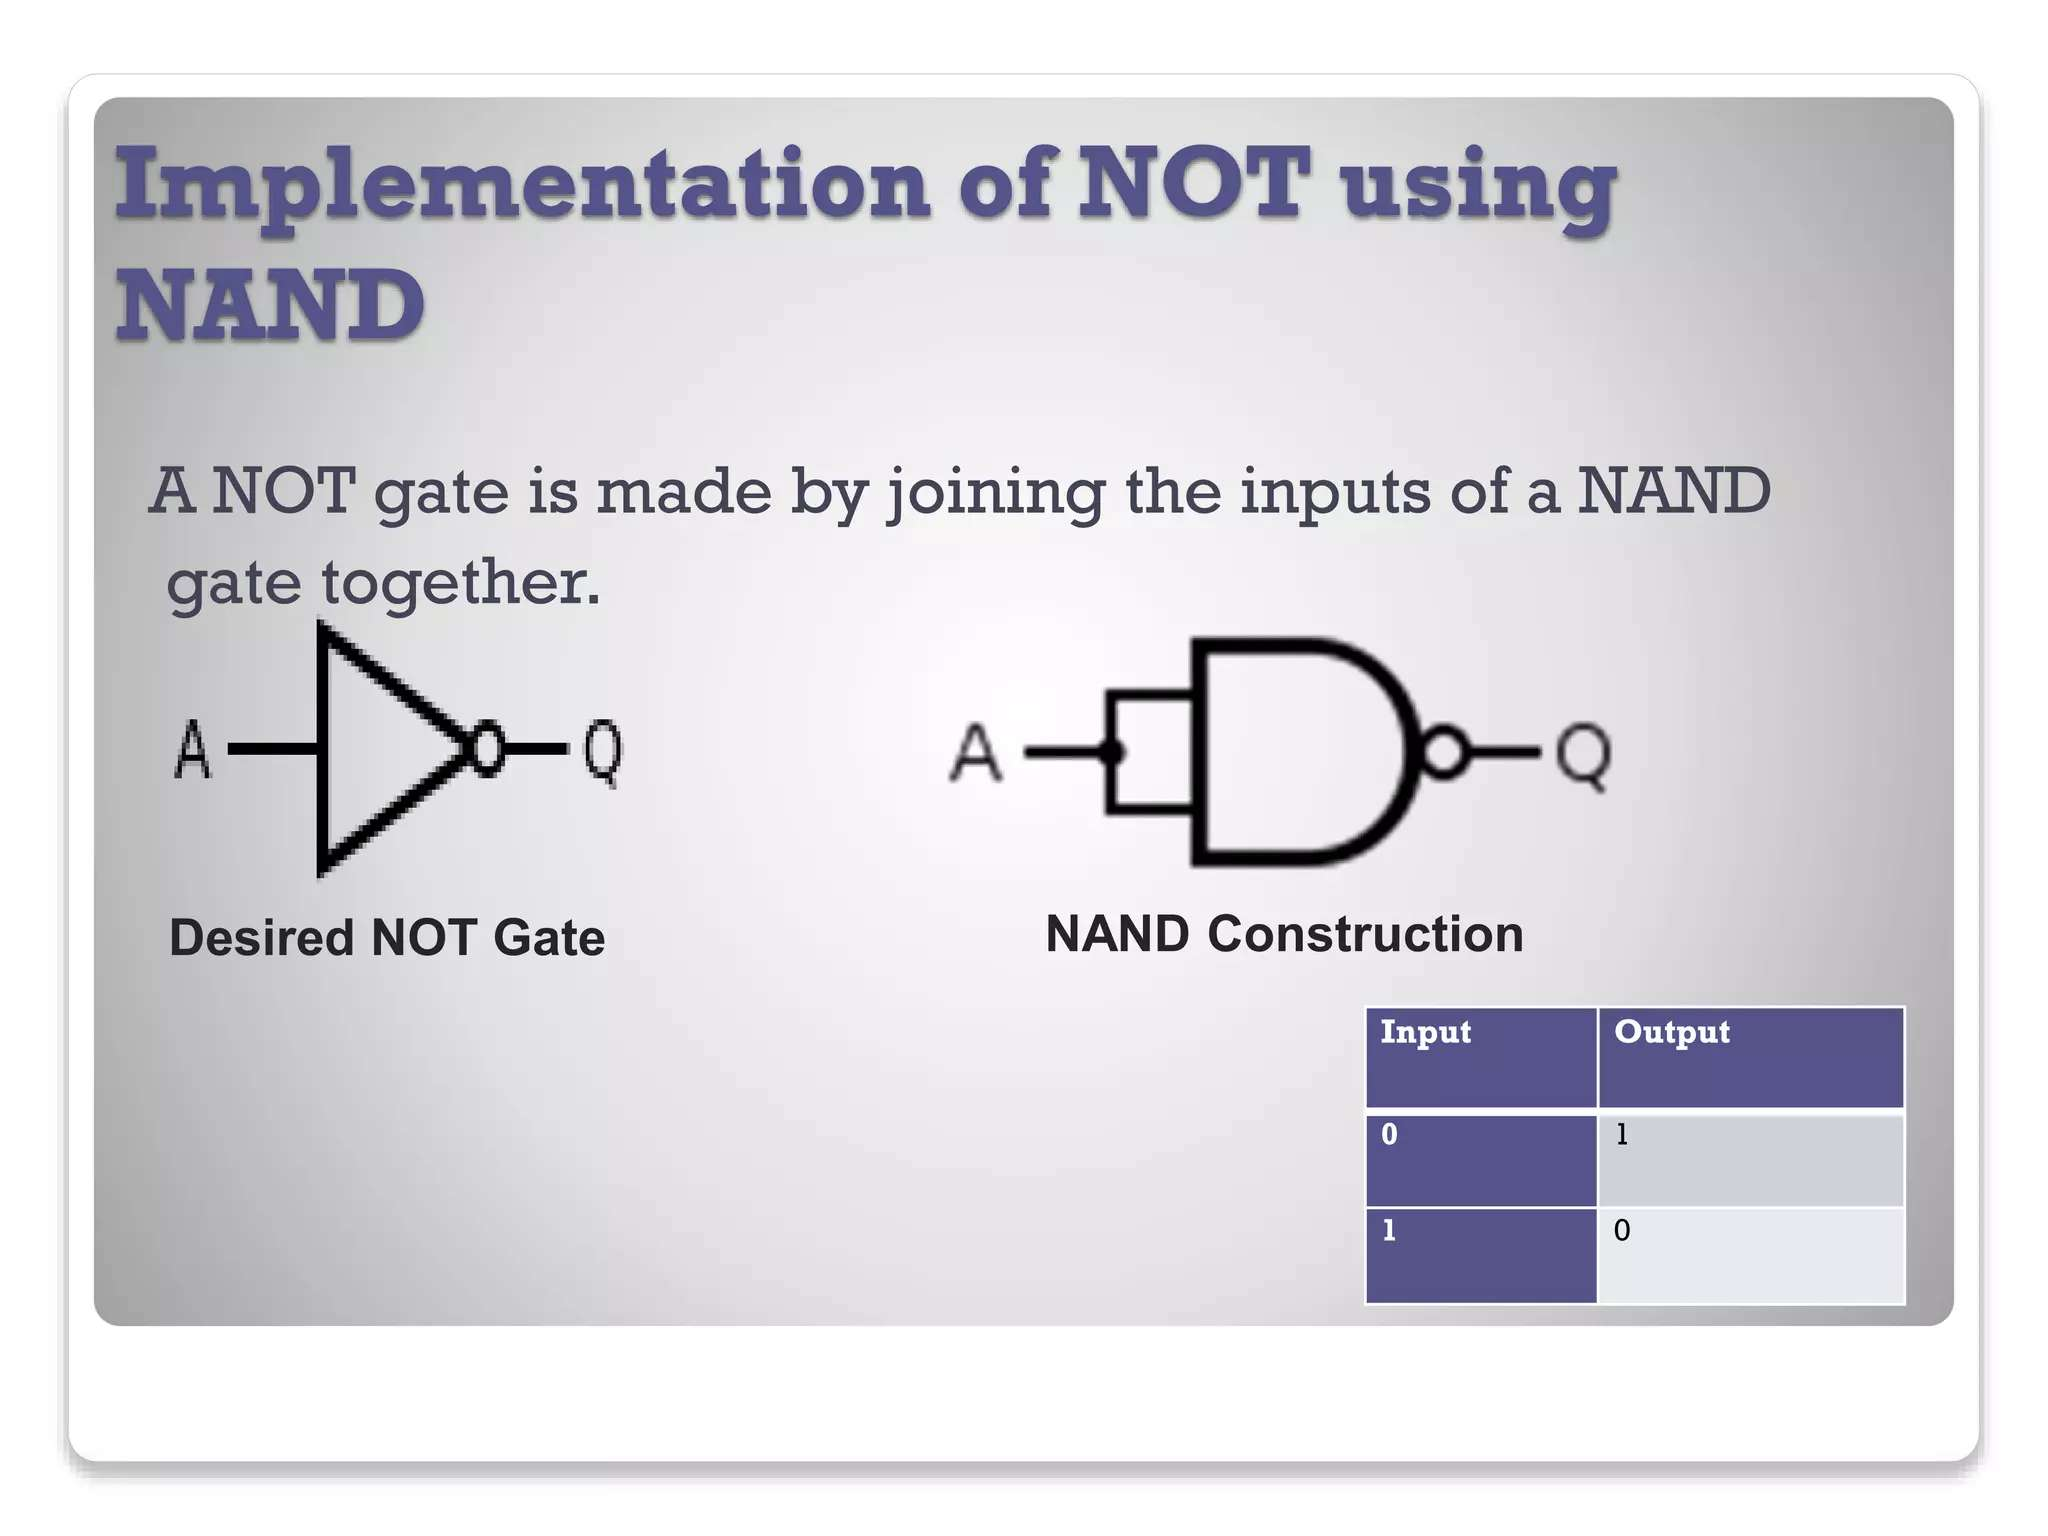 Implementation of NOT using
NAND
A NOT gate is made by joining the inputs of a NAND
gate together.
A Q
A Q
Desired NOT Gate
NAND Construction
Input Output
0 1
1 0